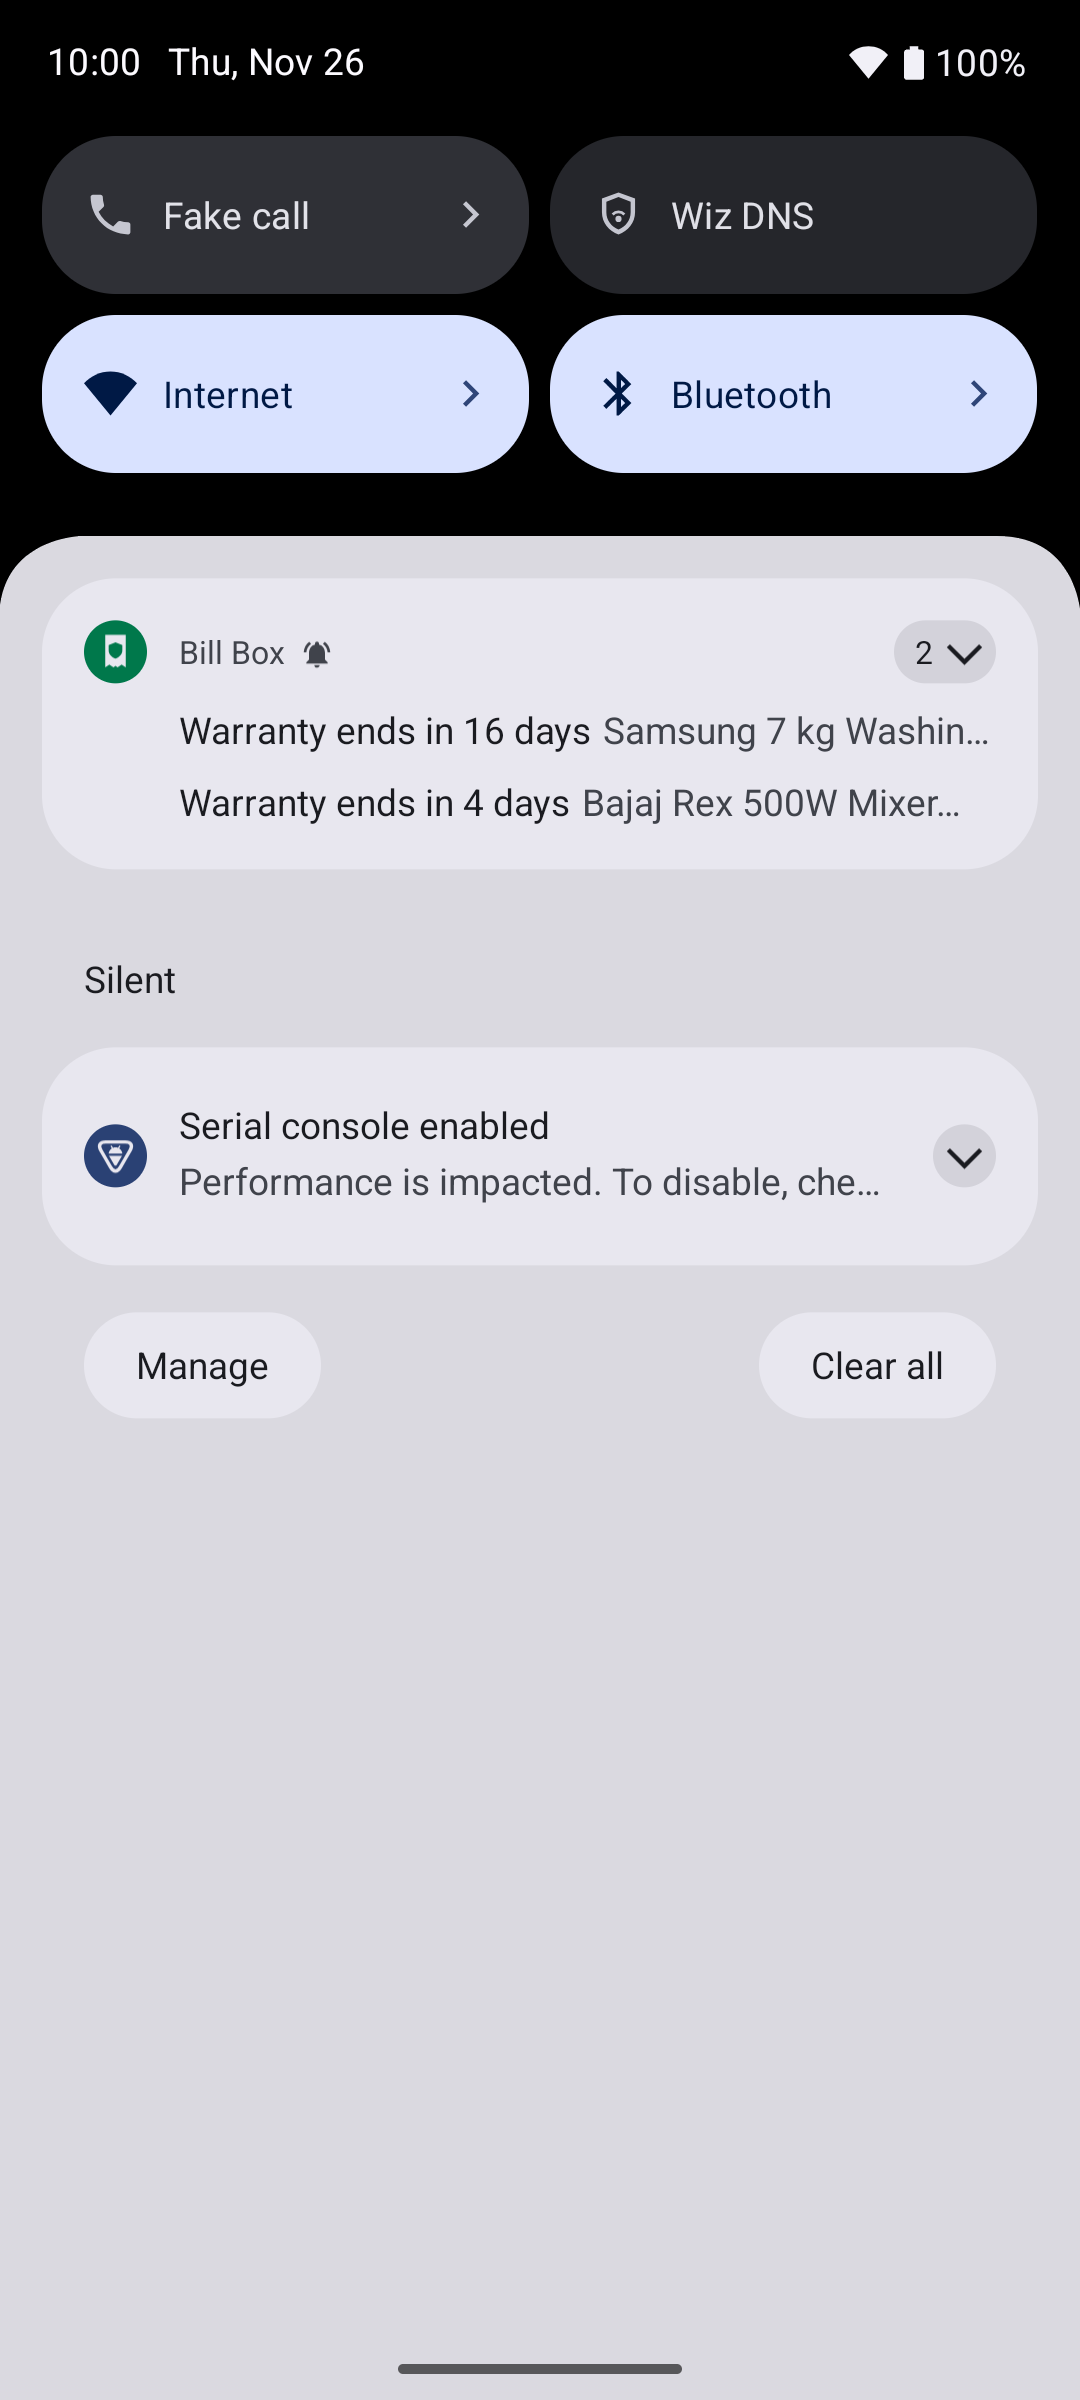 10:00 Thu, Nov 26 100%
Fake call Wiz DNS
Internet Bluetooth
Bill Box 2
Warranty ends in 16 days Samsung 7 kg Washin...
Warranty ends in 4 days Bajaj Rex 500W Mixer...
Silent
Serial console enabled
Performance is impacted. To disable, che...
Manage Clear all